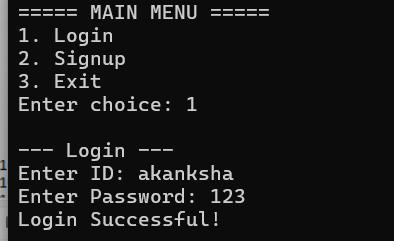 ===== MAIN MENU =====
1. Login
2. Signup
3. Exit
Enter choice: 1

--- Login ---
Enter ID: akanksha
Enter Password: 123
Login Successful!